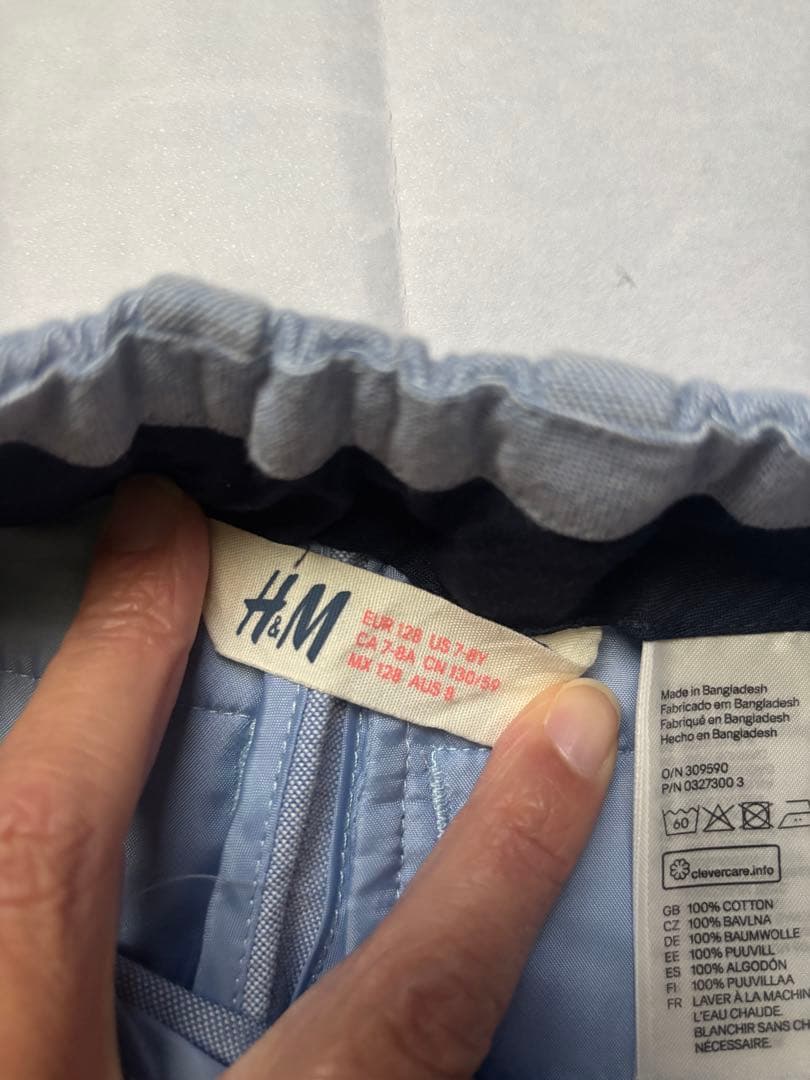 H&M
EUR 128 US 7-8Y
CA 7-8A CN 130/59
MX 128 AUS 8
Made in Bangladesh
Fabricado em Bangladesh
Fabriqué en Bangladesh
Hecho en Bangladesh
O/N 309590
P/N 0327300 3
60
clevercare.info
GB 100% COTTON
CZ 100% BAVLNA
DE 100% BAUMWOLLE
EE 100% PUUVILL
ES 100% ALGODÓN
FI 100% PUUVILLAA
FR LAVER À LA MACHIN
L'EAU CHAUDE.
BLANCHIR SANS CH
NÉCESSAIRE.